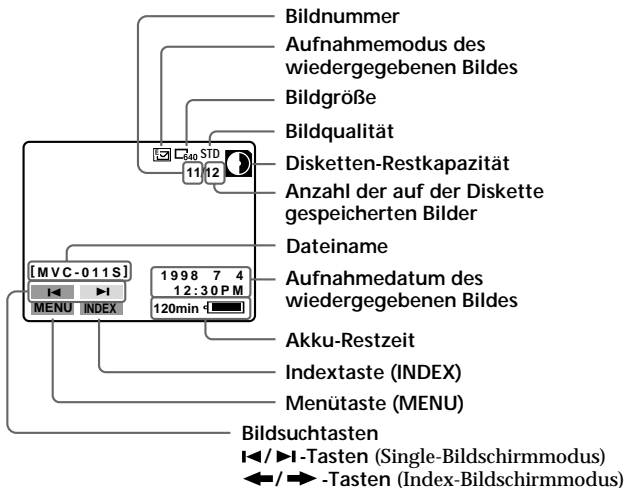 Bildnummer
Aufnahmemodus des
wiedergegebenen Bildes
Bildgröße
Bildqualität
640 STD
11/12
Disketten-Restkapazität
Anzahl der auf der Diskette
gespeicherten Bilder
Dateiname
[MVC-011S]
1998 7 4
12:30PM
MENU INDEX
120min
Aufnahmedatum des
wiedergegebenen Bildes
Akku-Restzeit
Indextaste (INDEX)
Menütaste (MENU)
Bildsuchtasten
I◄/►I-Tasten (Single-Bildschirmmodus)
←/→ -Tasten (Index-Bildschirmmodus)